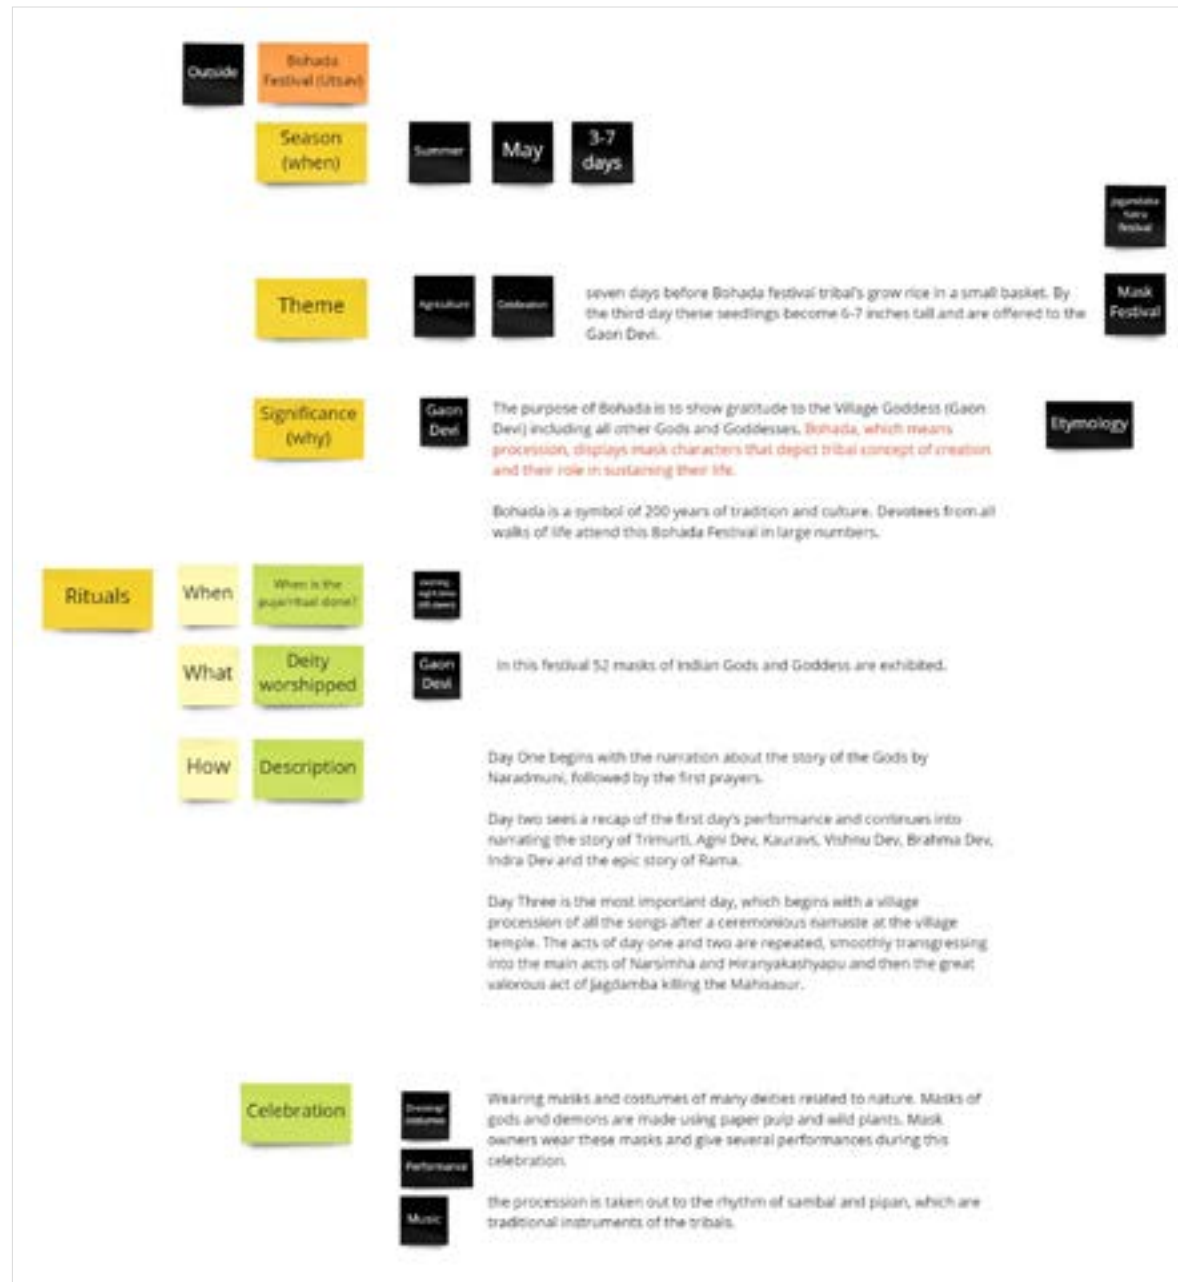 Outside
Bohada
Festival (Utsav)
Season
(when)
Summer
May
3-7
days
Festival
Theme
Agriculture
Celebration
seven days before Bohada festival tribal's grow rice in a small basket. By
the third day these seedlings become 6-7 inches tall and are offered to the
Gaon Devi.
Mask
Festival
Significance
(why)
Gaon
Devi
The purpose of Bohada is to show gratitude to the Village Goddess (Gaon
Devi) including all other Gods and Goddesses. Bohada, which means
procession, displays mask characters that depict tribal concept of creation
and their role in sustaining their life.
Etymology
Bohada is a symbol of 200 years of tradition and culture. Devotees from all
walks of life attend this Bohada Festival in large numbers.
Rituals
When
When is the
puja/ritual done?
What
Deity
worshipped
Gaon
Devi
In this festival 52 masks of Indian Gods and Goddess are exhibited.
How
Description
Day One begins with the narration about the story of the Gods by
Naradmuni, followed by the first prayers.
Day two sees a recap of the first day's performance and continues into
narrating the story of Trimurti, Agni Dev, Kauravs, Vishnu Dev, Brahma Dev,
Indra Dev and the epic story of Rama.
Day Three is the most important day, which begins with a village
procession of all the songs after a ceremonious namaste at the village
temple. The acts of day one and two are repeated, smoothly transgressing
into the main acts of Narsimha and Hiranyakashyapu and then the great
valorous act of Jagdamba killing the Mahisasur.
Celebration
Dressing/
costumes
Performance
Music
Wearing masks and costumes of many deities related to nature. Masks of
gods and demons are made using paper pulp and wild plants. Mask
owners wear these masks and give several performances during this
celebration.
the procession is taken out to the rhythm of sambal and pipan, which are
traditional instruments of the tribals.